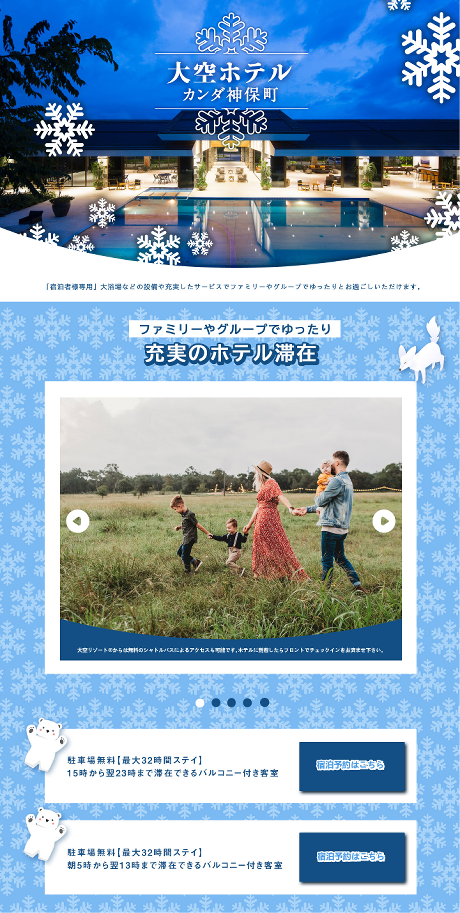 大空ホテル
カンダ神保町
「宿泊者様専用」大浴場などの設備や充実したサービスでファミリーやグループでゆったりとお過ごしいただけます。
ファミリーやグループでゆったり
充実のホテル滞在
大空リゾート®からは無料のシャトルバスによるアクセスも可能です。ホテルに到着したらフロントでチェックインをお済ませ下さい。
駐車場無料【最大32時間ステイ】
15時から翌23時まで滞在できるバルコニー付き客室
宿泊予約はこちら
駐車場無料【最大32時間ステイ】
朝5時から翌13時まで滞在できるバルコニー付き客室
宿泊予約はこちら